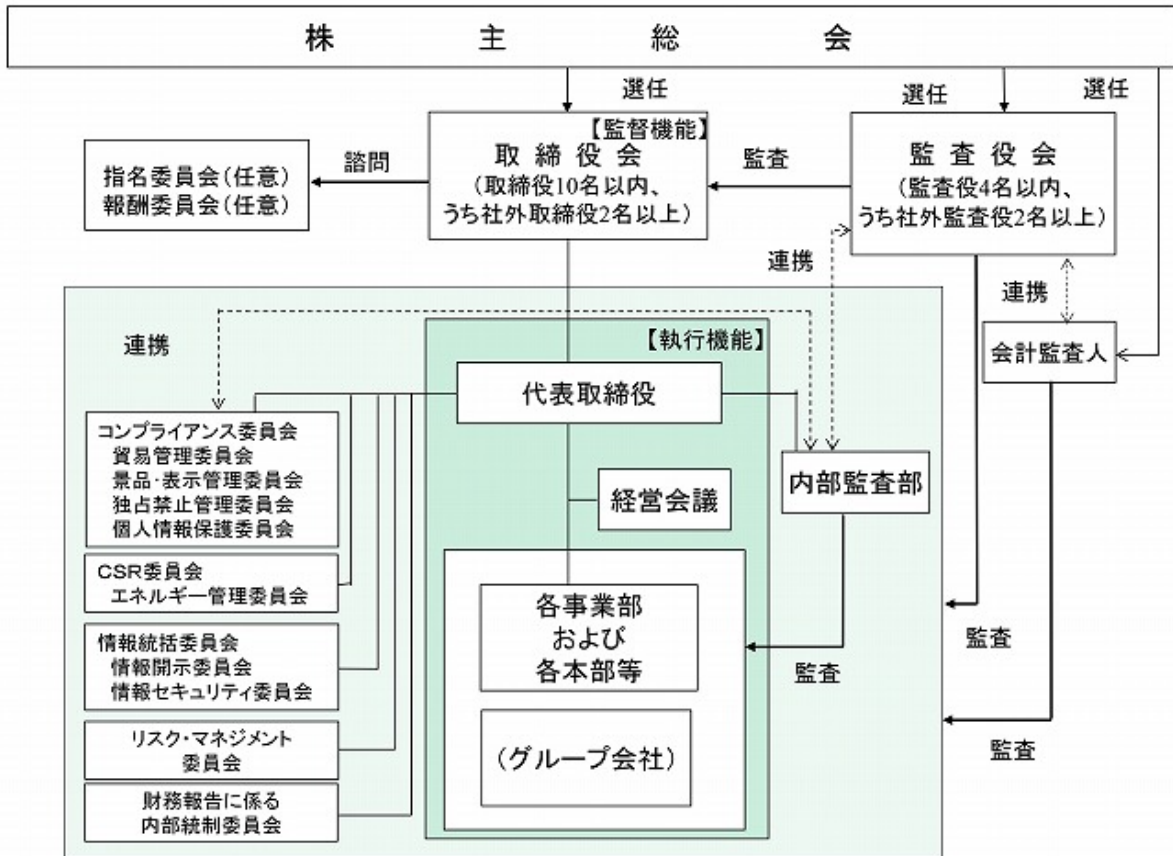 株主総会
選任
選任
選任
【監督機能】
取締役会
（取締役10名以内、
うち社外取締役2名以上）
監査
監査役会
（監査役4名以内、
うち社外監査役2名以上）
諮問
指名委員会（任意）
報酬委員会（任意）
連携
連携
会計監査人
連携
【執行機能】
代表取締役
コンプライアンス委員会
貿易管理委員会
景品・表示管理委員会
独占禁止管理委員会
個人情報保護委員会
経営会議
内部監査部
CSR委員会
エネルギー管理委員会
各事業部
および
各本部等
監査
監査
情報統括委員会
情報開示委員会
情報セキュリティ委員会
（グループ会社）
監査
リスク・マネジメント
委員会
財務報告に係る
内部統制委員会